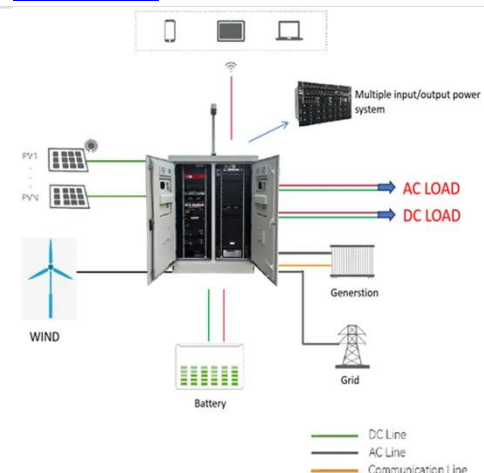 Multiple input/output power
system
PV1
PVN
AC LOAD
DC LOAD
WIND
Generstion
Grid
Battery
DC Line
AC Line
Communication Line